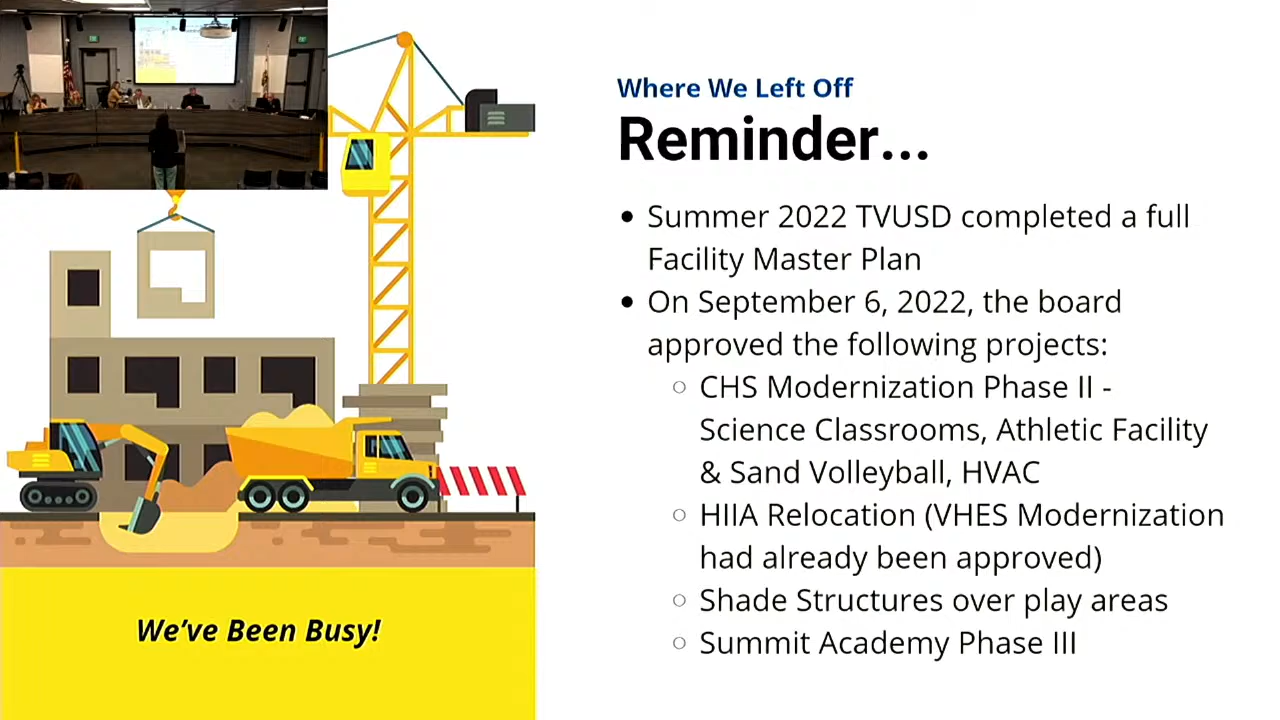 Where We Left Off
Reminder...
• Summer 2022 TVUSD completed a full
Facility Master Plan
• On September 6, 2022, the board
approved the following projects:
○ CHS Modernization Phase II -
Science Classrooms, Athletic Facility
& Sand Volleyball, HVAC
○ HIIA Relocation (VHES Modernization
had already been approved)
○ Shade Structures over play areas
○ Summit Academy Phase III
We've Been Busy!